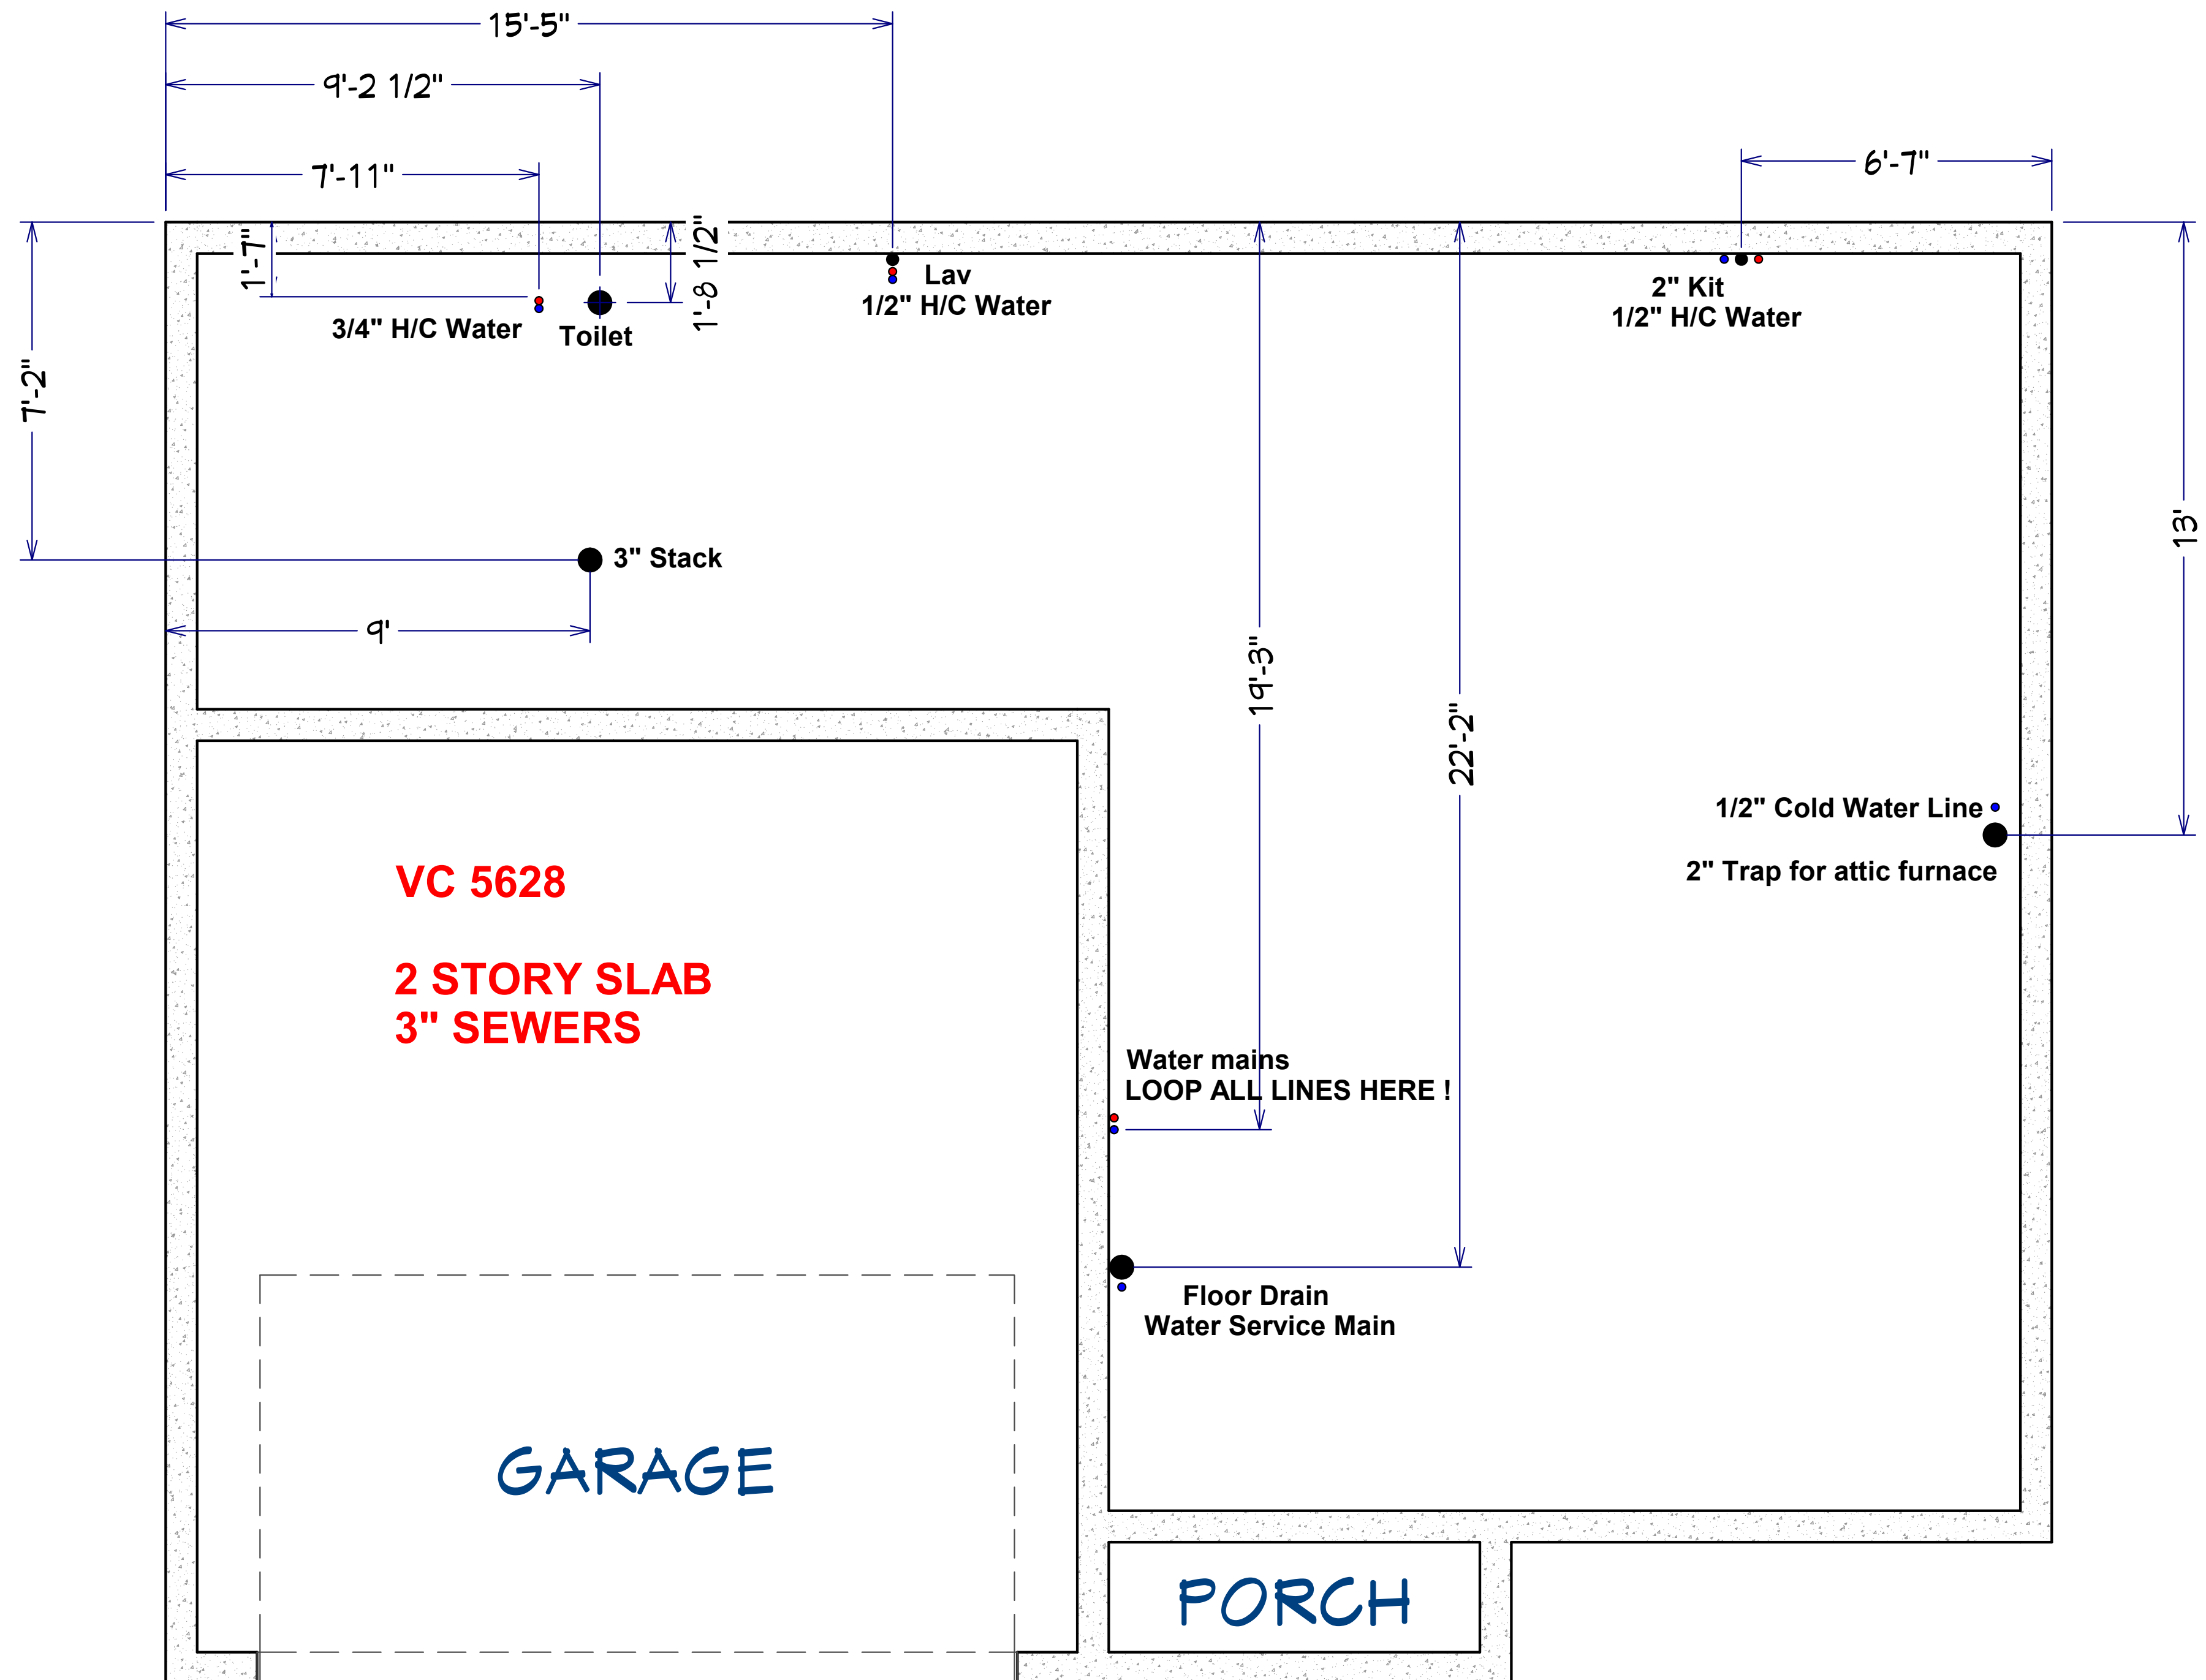 15'-5"
9'-2 1/2"
7'-11"
6'-7"
1'-7"
1'-8 1/2"
7'-2"
13'
Lav
1/2" H/C Water
2" Kit
1/2" H/C Water
3/4" H/C Water
Toilet
3" Stack
9'
19'-3"
22'-2"
1/2" Cold Water Line
2" Trap for attic furnace
VC 5628
2 STORY SLAB
3" SEWERS
Water mains
LOOP ALL LINES HERE !
Floor Drain
Water Service Main
GARAGE
PORCH